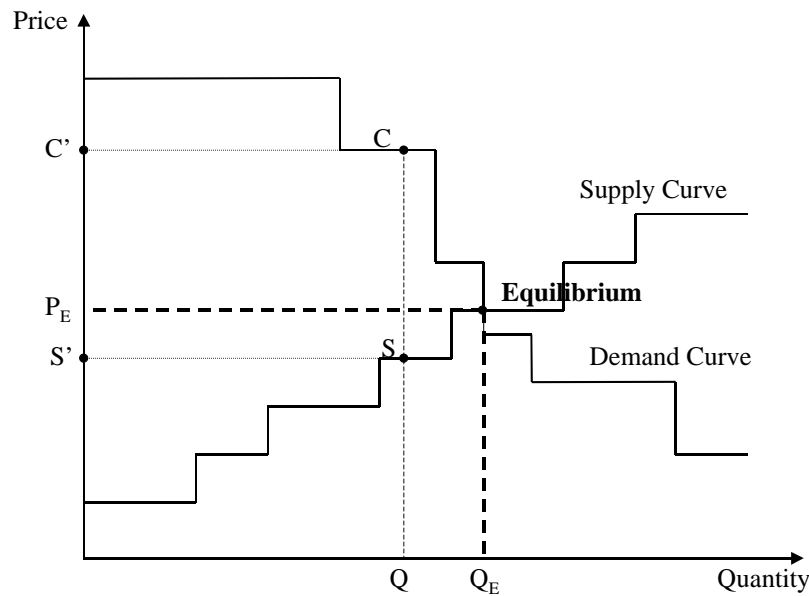 Price
C’
C
Supply Curve
P_E
Equilibrium
S’
S
Demand Curve
Q
Q_E
Quantity